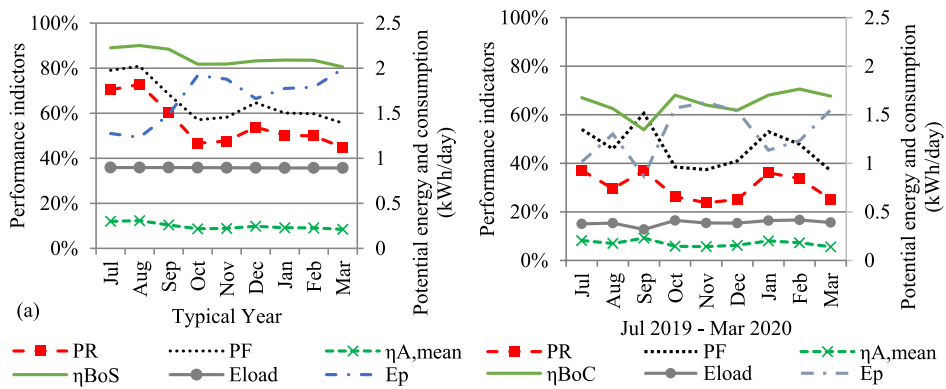 Performance indictors
100%
80%
60%
40%
20%
0%
2.5
2
1.5
1
0.5
0
Potential energy and consumption
(kWh/day)
Jul Aug Sep Oct Nov Dec Jan Feb Mar
(a)
Typical Year
PR PF ηA,mean
ηBoS Eload Ep
Performance indicators
100%
80%
60%
40%
20%
0%
2.5
2
1.5
1
0.5
0
Potential energy and consumption
(kWh/day)
Jul Aug Sep Oct Nov Dec Jan Feb Mar
Jul 2019 - Mar 2020
PR PF ηA,mean
ηBoC Eload Ep